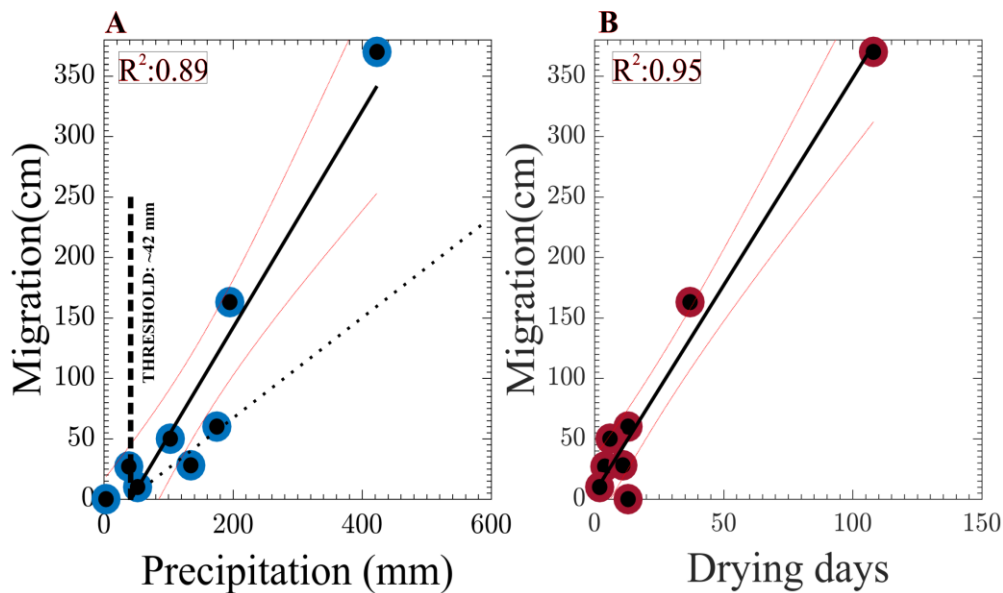 A
R²:0.89
Migration(cm)
350
300
250
200
150
100
50
0
THRESHOLD: ~42 mm
0 200 400 600
Precipitation (mm)
B
R²:0.95
Migration(cm)
350
300
250
200
150
100
50
0
0 50 100 150
Drying days